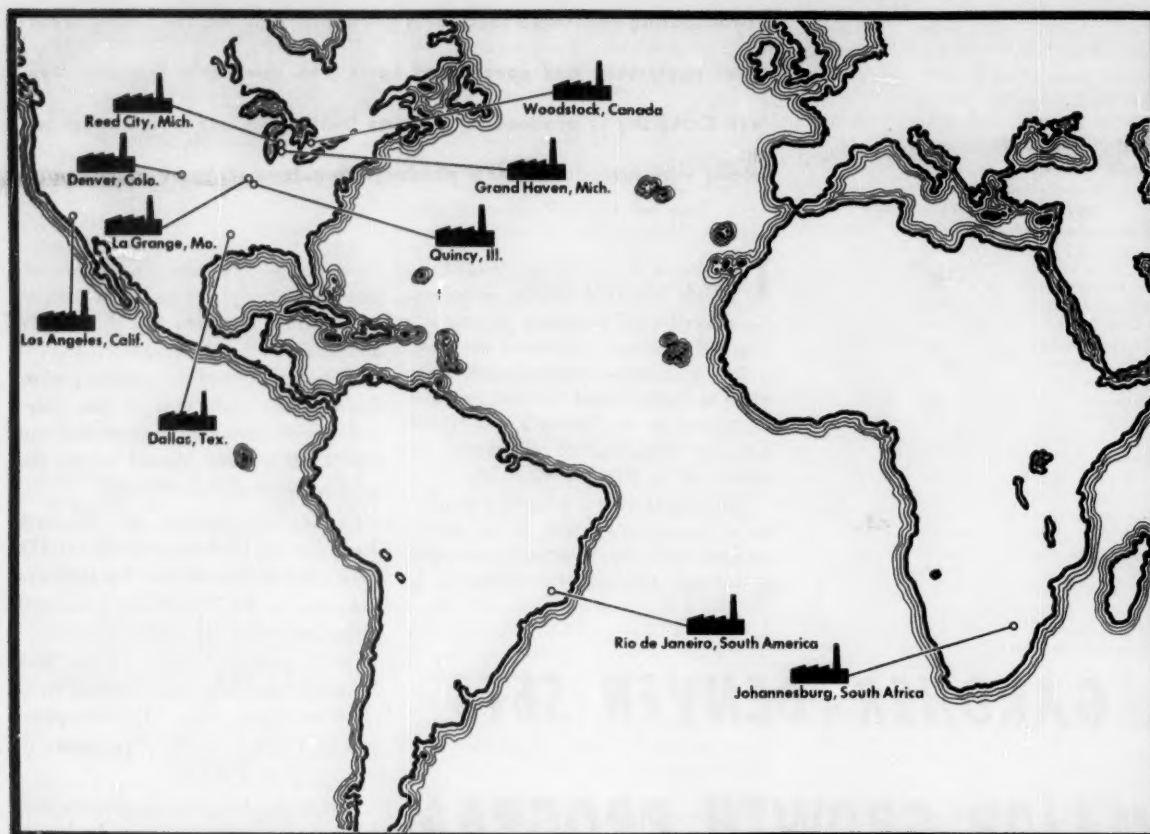 Woodstock, Canada
Reed City, Mich.
Denver, Colo.
Grand Haven, Mich.
La Grange, Mo.
Quincy, Ill.
Los Angeles, Calif.
Dallas, Tex.
Rio de Janeiro, South America
Johannesburg, South Africa